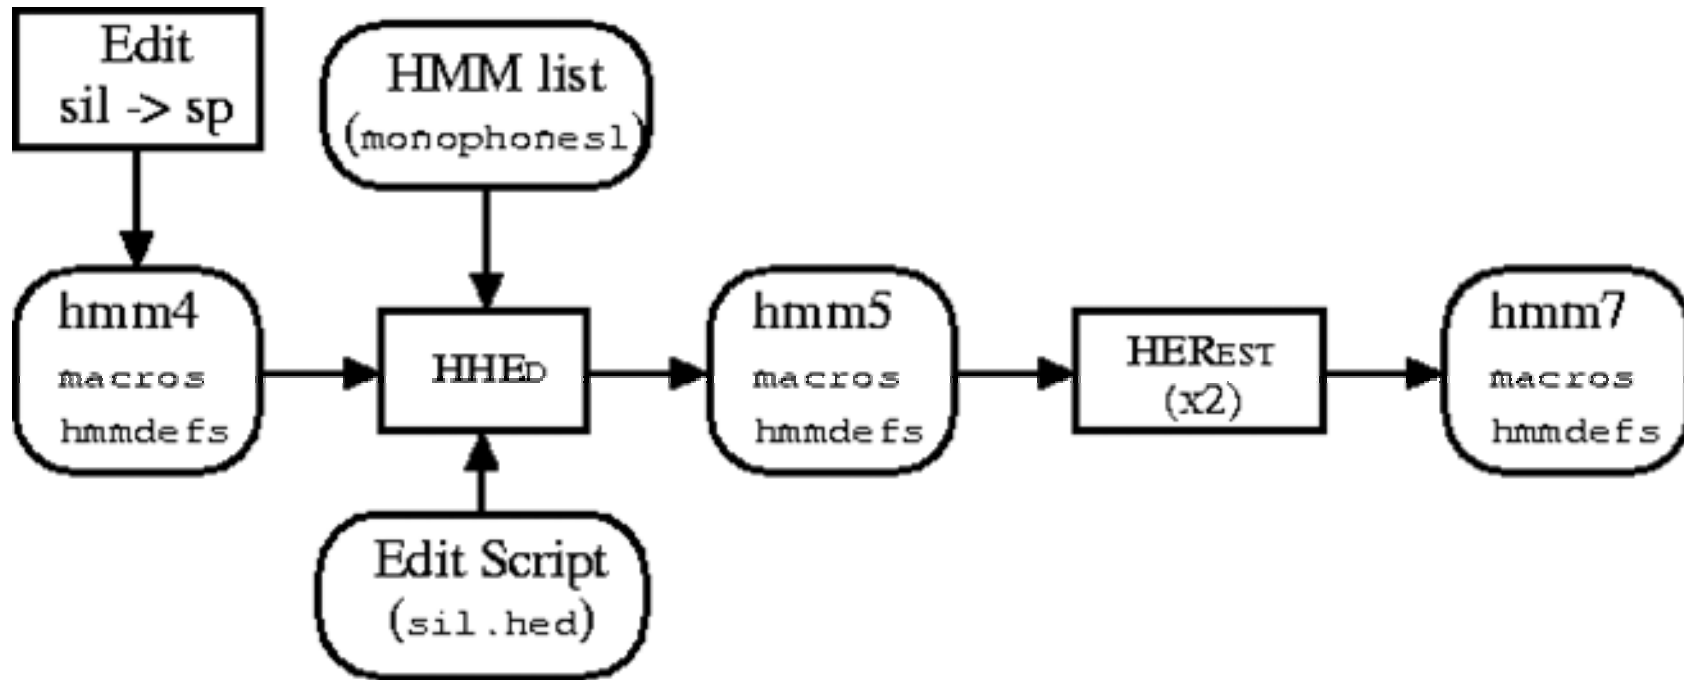 Edit
sil -> sp
HMM list
(monophones1)
hmm4
macros
hmmdefs
HHED
hmm5
macros
hmmdefs
HEREST
(x2)
hmm7
macros
hmmdefs
Edit Script
(sil.hed)